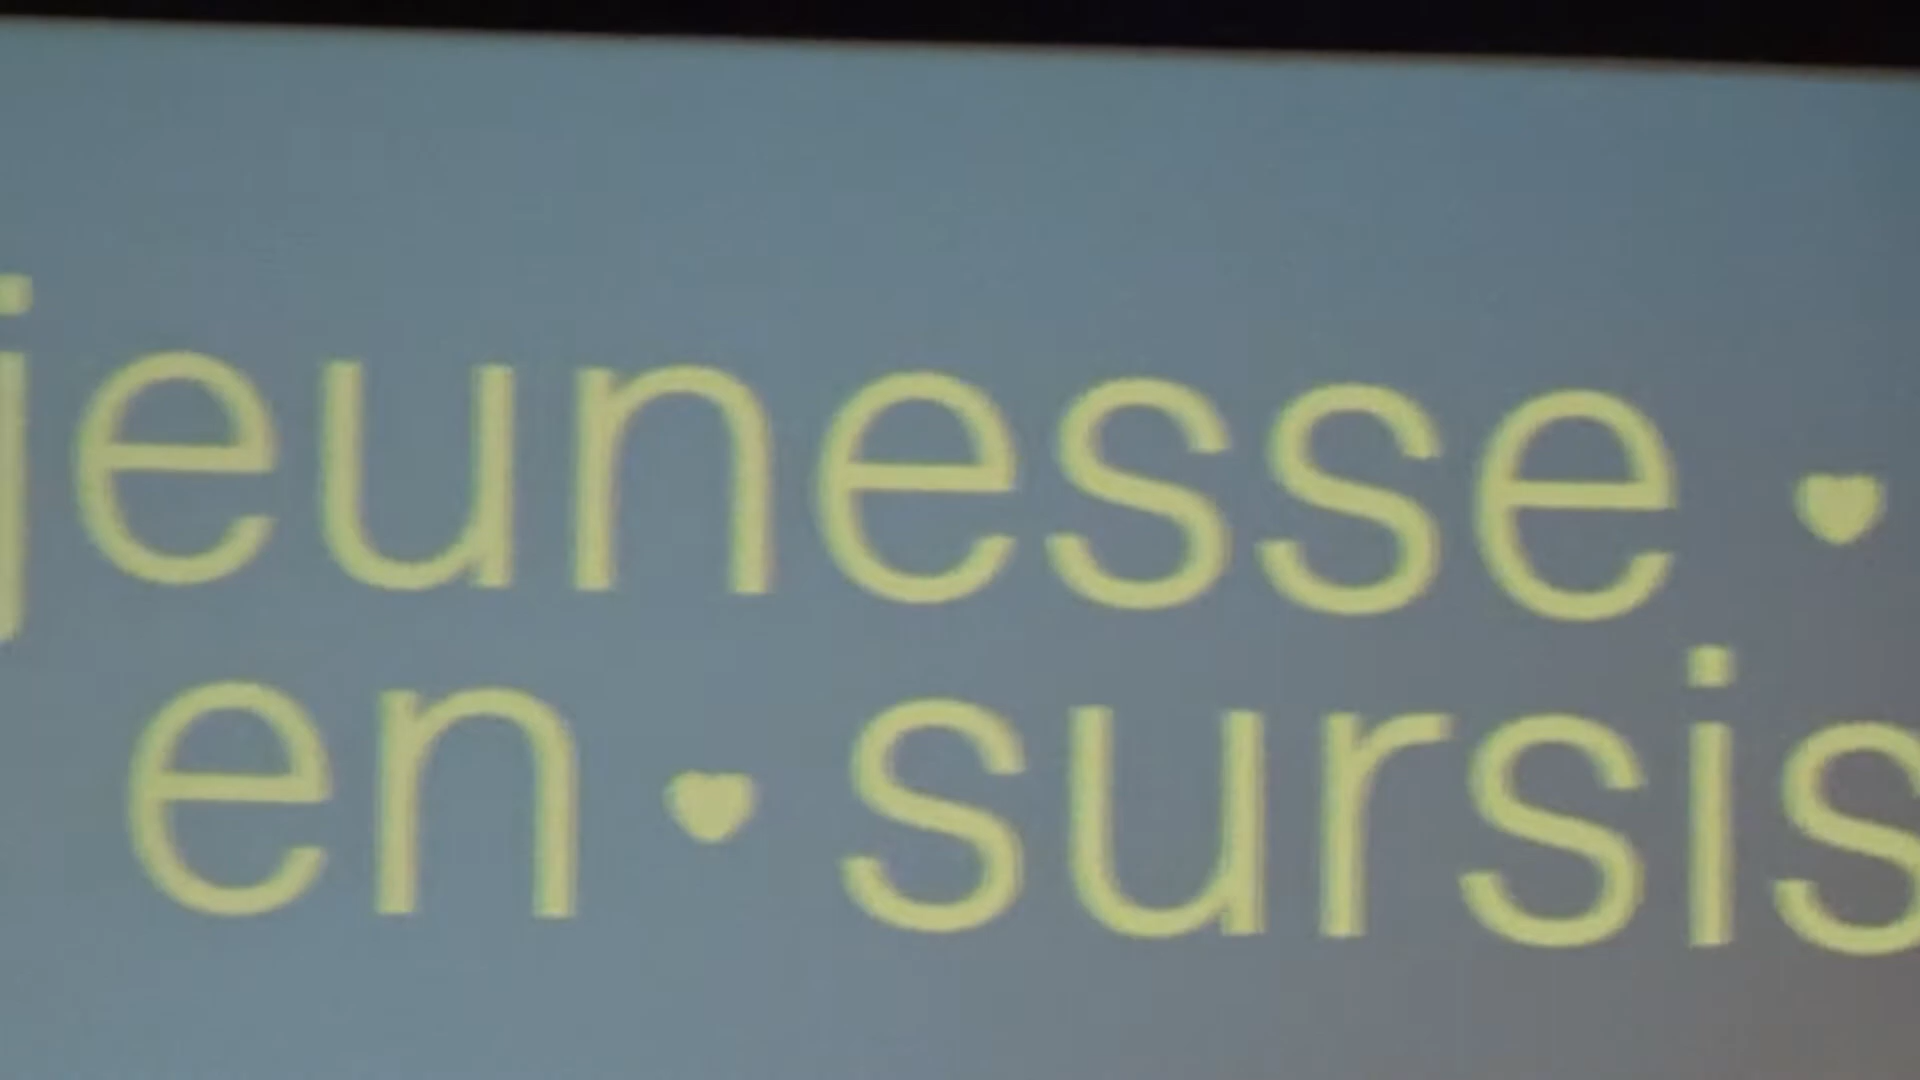 jeunesse ♥
en ♥ sursis